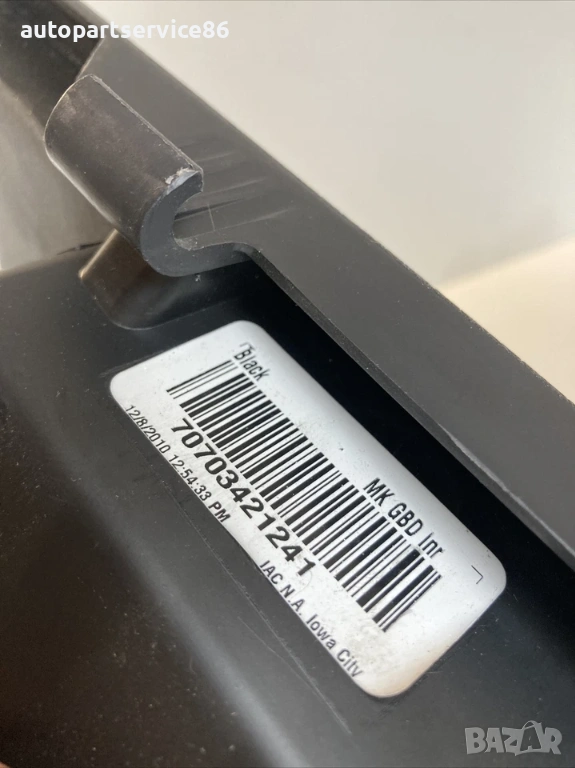 autopartservice86
Black
MK GBD Inr
70703421241
12/8/2010 12:54:33 PM
IAC N.A. Iowa City
BAZAR